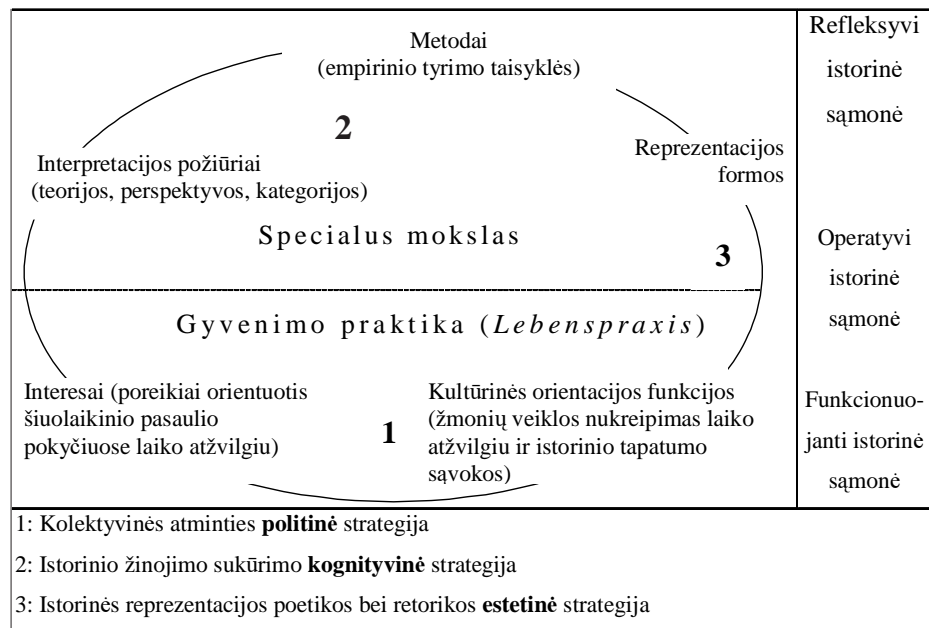 Metodai
(empirinio tyrimo taisyklės)
2
Interpretacijos požiūriai
(teorijos, perspektyvos, kategorijos)
Reprezentacijos
formos
Specialus mokslas
3
Gyvenimo praktika (Lebenspraxis)
Interesai (poreikiai orientuotis
šiuolaikinio pasaulio
pokyčiuose laiko atžvilgiu)
1
Kultūrinės orientacijos funkcijos
(žmonių veiklos nukreipimas laiko
atžvilgiu ir istorinio tapatumo
sąvokos)
Refleksyvi
istorinė
sąmonė
Operatyvi
istorinė
sąmonė
Funkcionuo-
janti istorinė
sąmonė
1: Kolektyvinės atminties politinė strategija
2: Istorinio žinojimo sukūrimo kognityvinė strategija
3: Istorinės reprezentacijos poetikos bei retorikos estetinė strategija